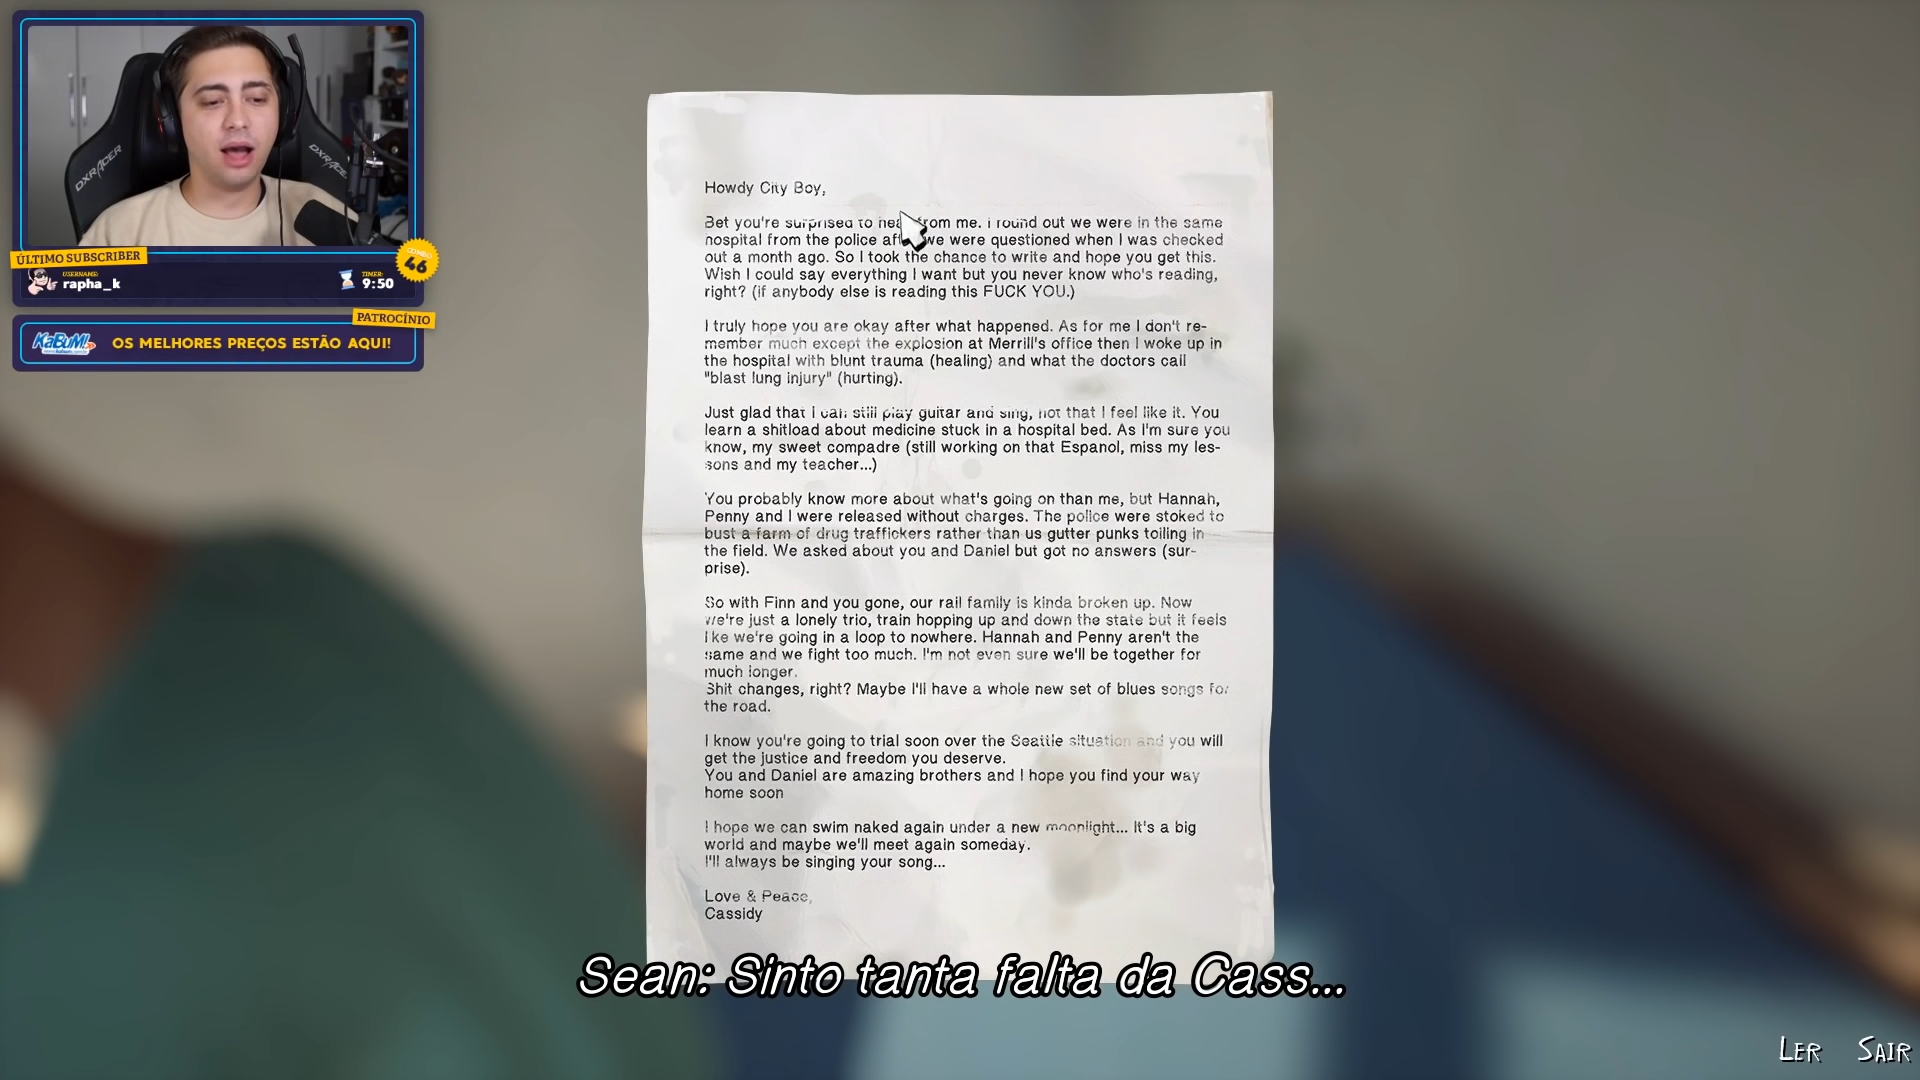 DXRACER
DXRACER
ÚLTIMO SUBSCRIBER
USERNAME:
rapha_k
TIMER:
9:50
COMBO
46
PATROCÍNIO
KaBuM!
OS MELHORES PREÇOS ESTÃO AQUI!
Howdy City Boy,
Bet you're surprised to hear from me. I found out we were in the same
hospital from the police after we were questioned when I was checked
out a month ago. So I took the chance to write and hope you get this.
Wish I could say everything I want but you never know who's reading,
right? (if anybody else is reading this FUCK YOU.)
I truly hope you are okay after what happened. As for me I don't re-
member much except the explosion at Merrill's office then I woke up in
the hospital with blunt trauma (healing) and what the doctors call
"blast lung injury" (hurting).
Just glad that I can still play guitar and sing, not that I feel like it. You
learn a shitload about medicine stuck in a hospital bed. As I'm sure you
know, my sweet compadre (still working on that Espanol, miss my les-
sons and my teacher...)
You probably know more about what's going on than me, but Hannah,
Penny and I were released without charges. The police were stoked to
bust a farm of drug traffickers rather than us gutter punks toiling in
the field. We asked about you and Daniel but got no answers (sur-
prise).
So with Finn and you gone, our rail family is kinda broken up. Now
we're just a lonely trio, train hopping up and down the state but it feels
like we're going in a loop to nowhere. Hannah and Penny aren't the
same and we fight too much. I'm not even sure we'll be together for
much longer.
Shit changes, right? Maybe I'll have a whole new set of blues songs for
the road.
I know you're going to trial soon over the Seattle situation and you will
get the justice and freedom you deserve.
You and Daniel are amazing brothers and I hope you find your way
home soon
I hope we can swim naked again under a new moonlight... It's a big
world and maybe we'll meet again someday.
I'll always be singing your song...
Love & Peace,
Cassidy
Sean: Sinto tanta falta da Cass...
LER SAIR